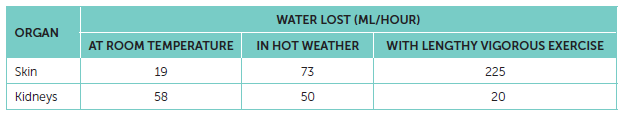 ORGAN
WATER LOST (ML/HOUR)
AT ROOM TEMPERATURE IN HOT WEATHER WITH LENGTHY VIGOROUS EXERCISE
Skin 19 73 225
Kidneys 58 50 20